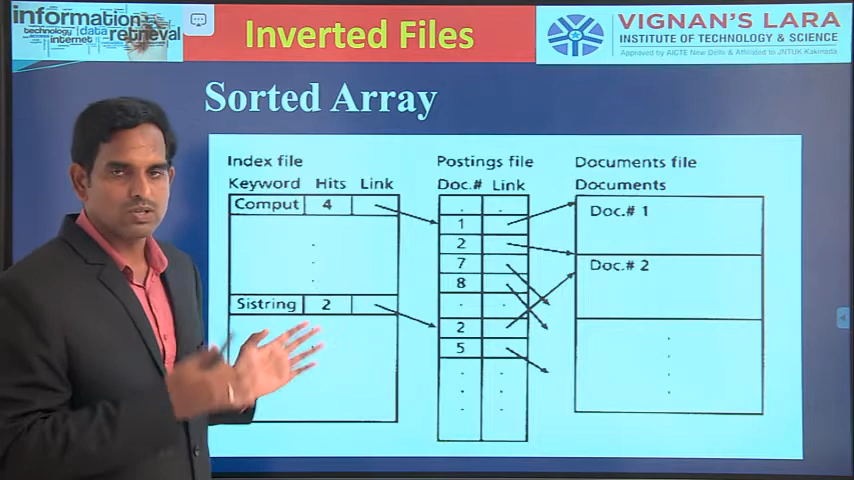 information
technology data
internet retrieval
Inverted Files
VIGNAN'S LARA
INSTITUTE OF TECHNOLOGY & SCIENCE
Approved by AICTE New Delhi & Affiliated to JNTUK Kakinada
Sorted Array
Index file Postings file Documents file
Keyword Hits Link Doc.# Link Documents
Comput 4
1
2
7
8
Doc.# 1
Doc.# 2
Sistring 2
2
5